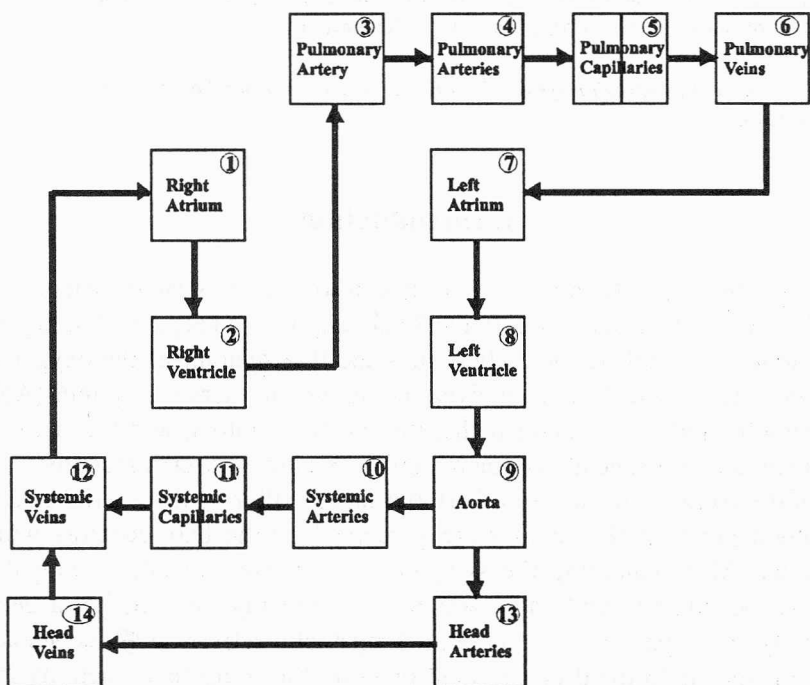 ③
Pulmonary
Artery
④
Pulmonary
Arteries
⑤
Pulmonary
Capillaries
⑥
Pulmonary
Veins
①
Right
Atrium
⑦
Left
Atrium
②
Right
Ventricle
⑧
Left
Ventricle
⑫
Systemic
Veins
⑪
Systemic
Capillaries
⑩
Systemic
Arteries
⑨
Aorta
⑭
Head
Veins
⑬
Head
Arteries